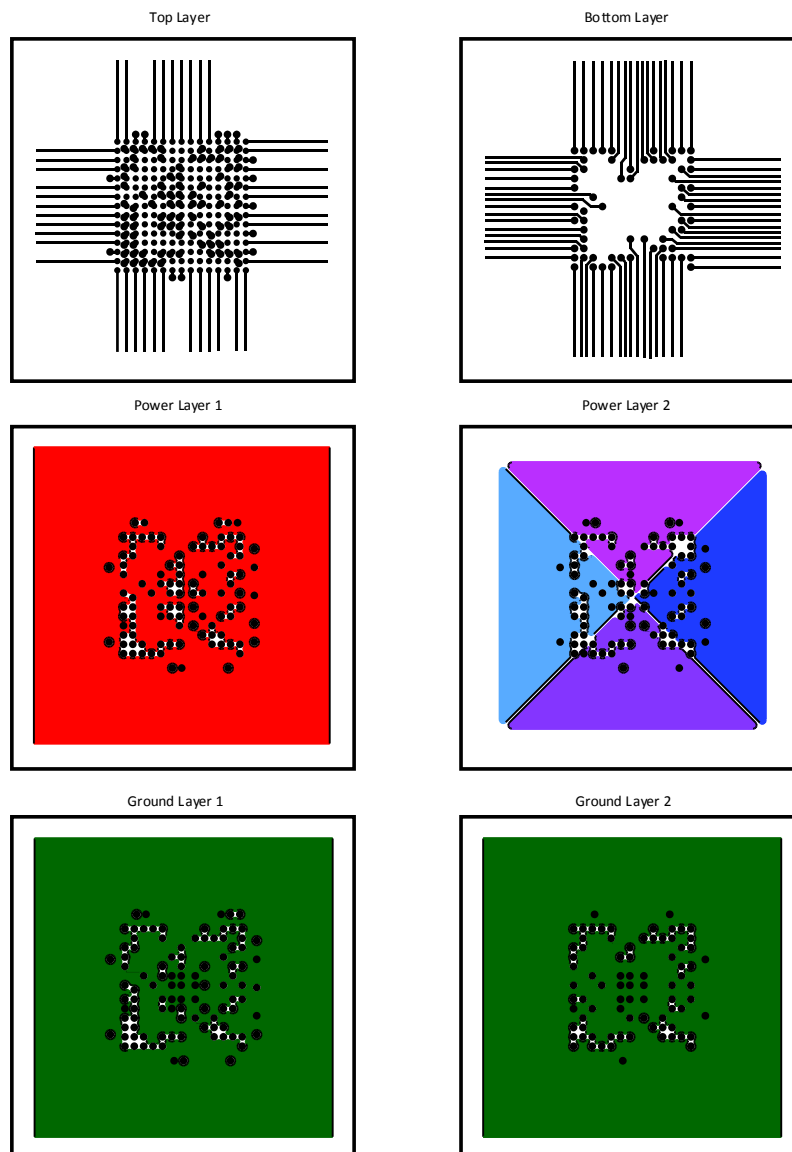 Top Layer
Bottom Layer
Power Layer 1
Power Layer 2
Ground Layer 1
Ground Layer 2